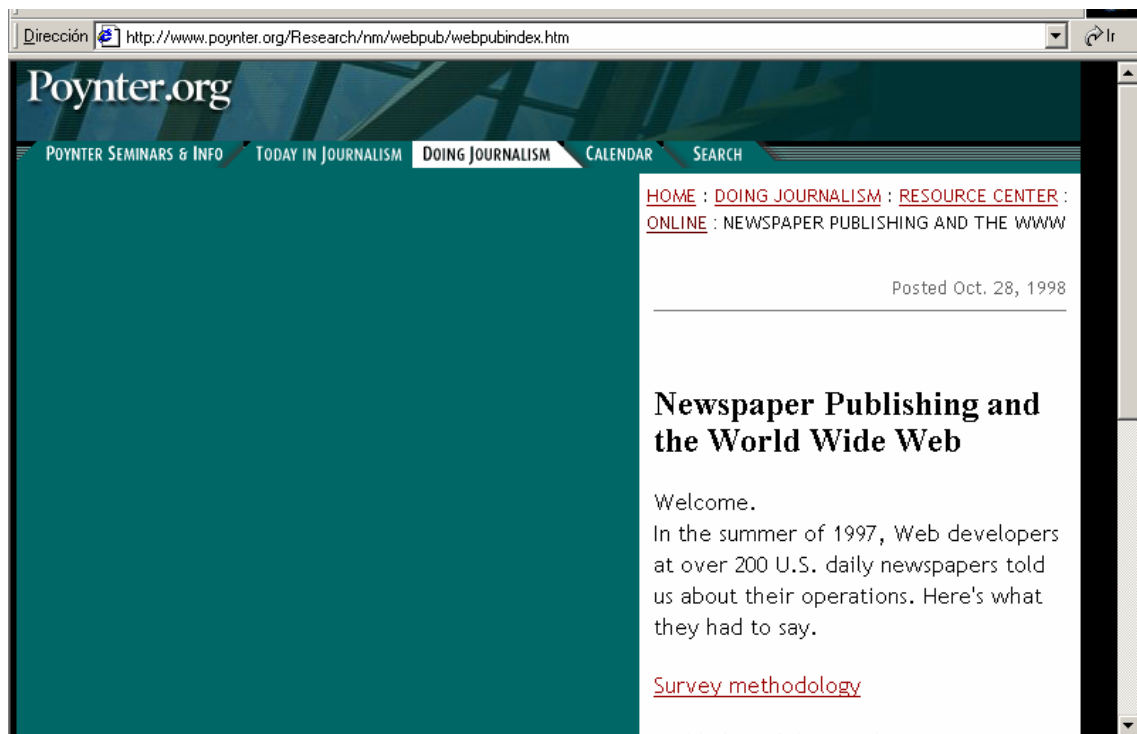 Dirección http://www.poynter.org/Research/nm/webpub/webpubindex.htm Ir
Poynter.org
POYNTER SEMINARS & INFO TODAY IN JOURNALISM DOING JOURNALISM CALENDAR SEARCH
HOME : DOING JOURNALISM : RESOURCE CENTER :
ONLINE : NEWSPAPER PUBLISHING AND THE WWW
Posted Oct. 28, 1998
Newspaper Publishing and
the World Wide Web
Welcome.
In the summer of 1997, Web developers
at over 200 U.S. daily newspapers told
us about their operations. Here's what
they had to say.
Survey methodology